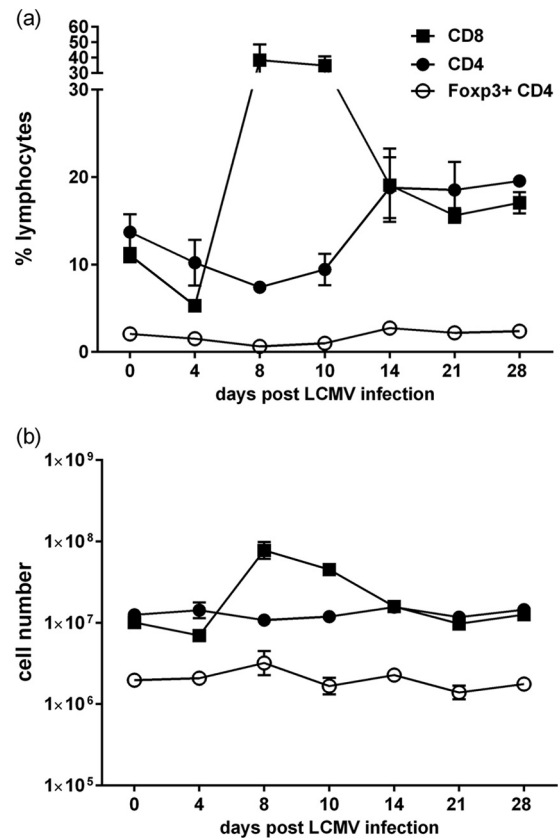 (a)
50
40
30
30
20
10
0
% lymphocytes
CD8
CD4
Foxp3+ CD4
0 4 8 10 14 21 28
days post LCMV infection
(b)
1×10⁹
1×10⁸
1×10⁷
1×10⁶
1×10⁵
cell number
0 4 8 10 14 21 28
days post LCMV infection